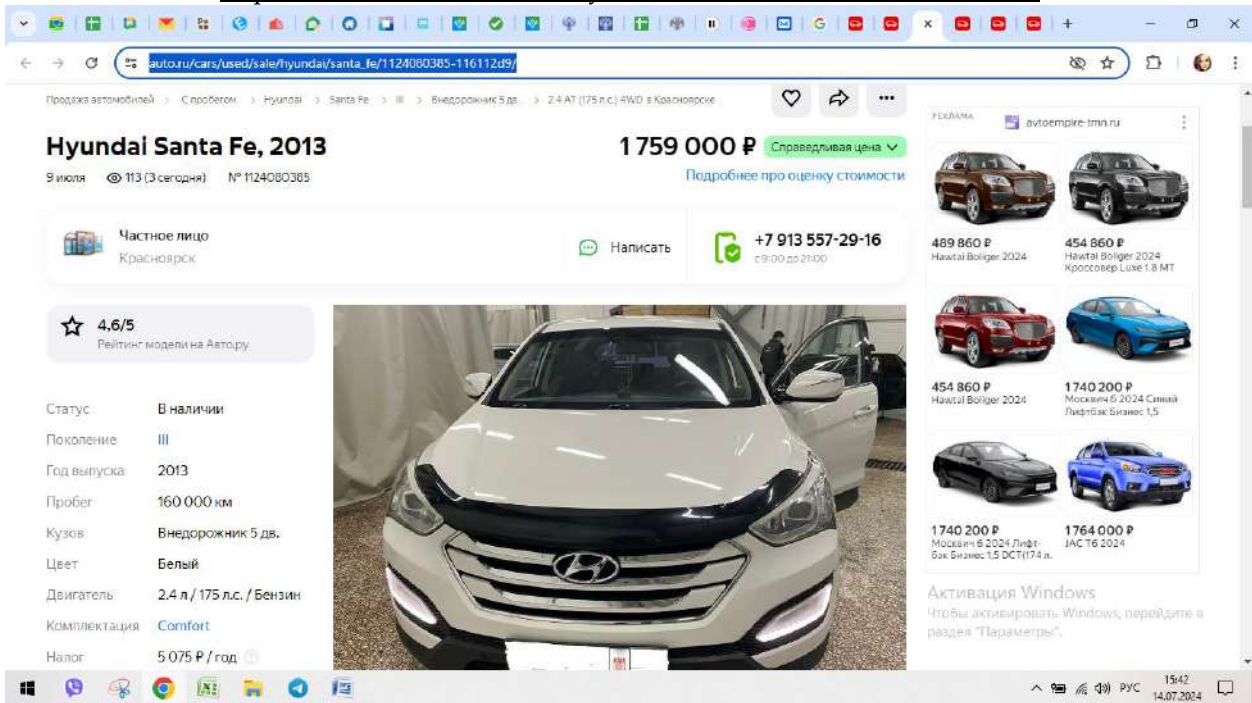 auto.ru/cars/used/sale/hyundai/santa_fe/1124080385-116112d9/
Продажа автомобилей > С пробегом > Hyundai > Santa Fe > III > Внедорожник 5 дв. > 2.4 AT (175 л.с.) 4WD в Красноярске
Hyundai Santa Fe, 2013
1 759 000 ₽ Справедливая цена
9 июля 113 (3 сегодня) № 1124080385
Подробнее про оценку стоимости
Частное лицо
Красноярск
Написать
+7 913 557-29-16
с 9:00 до 21:00
4,6/5
Рейтинг модели на Авто.ру
Статус В наличии
Поколение III
Год выпуска 2013
Пробег 160 000 км
Кузов Внедорожник 5 дв.
Цвет Белый
Двигатель 2.4 л / 175 л.с. / Бензин
Комплектация Comfort
Налог 5 075 ₽ / год
РЕКЛАМА avtoempire-tmn.ru
489 860 ₽
Hawtai Boliger 2024
454 860 ₽
Hawtai Boliger 2024
Кроссовер Luxe 1.8 MT
454 860 ₽
Hawtai Boliger 2024
1 740 200 ₽
Москвич 6 2024 Синий
Лифтбэк Бизнес 1,5
1 740 200 ₽
Москвич 6 2024 Лифт-
бэк Бизнес 1,5 DCT(174 л.
1 764 000 ₽
JAC T6 2024
Активация Windows
Чтобы активировать Windows, перейдите в
раздел "Параметры".
РУС
15:42
14.07.2024